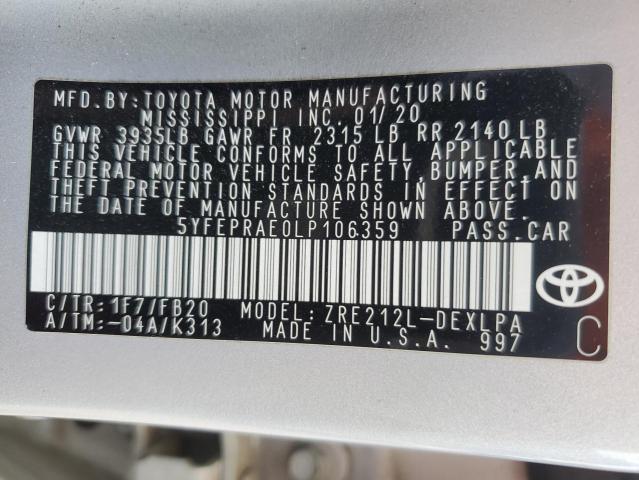 MFD. BY: TOYOTA MOTOR MANUFACTURING
MISSISSIPPI INC. 01/20
GVWR 3935LB GAWR FR 2315 LB RR 2140 LB
THIS VEHICLE CONFORMS TO ALL APPLICABLE
FEDERAL MOTOR VEHICLE SAFETY, BUMPER, AND
THEFT PREVENTION STANDARDS IN EFFECT ON
THE DATE OF MANUFACTURE SHOWN ABOVE.
5YFEPRAE0LP106359 PASS. CAR
C/TR: 1F7/FB20 MODEL: ZRE212L-DEXLPA
A/TM: -04A/K313 MADE IN U.S.A. 997 C